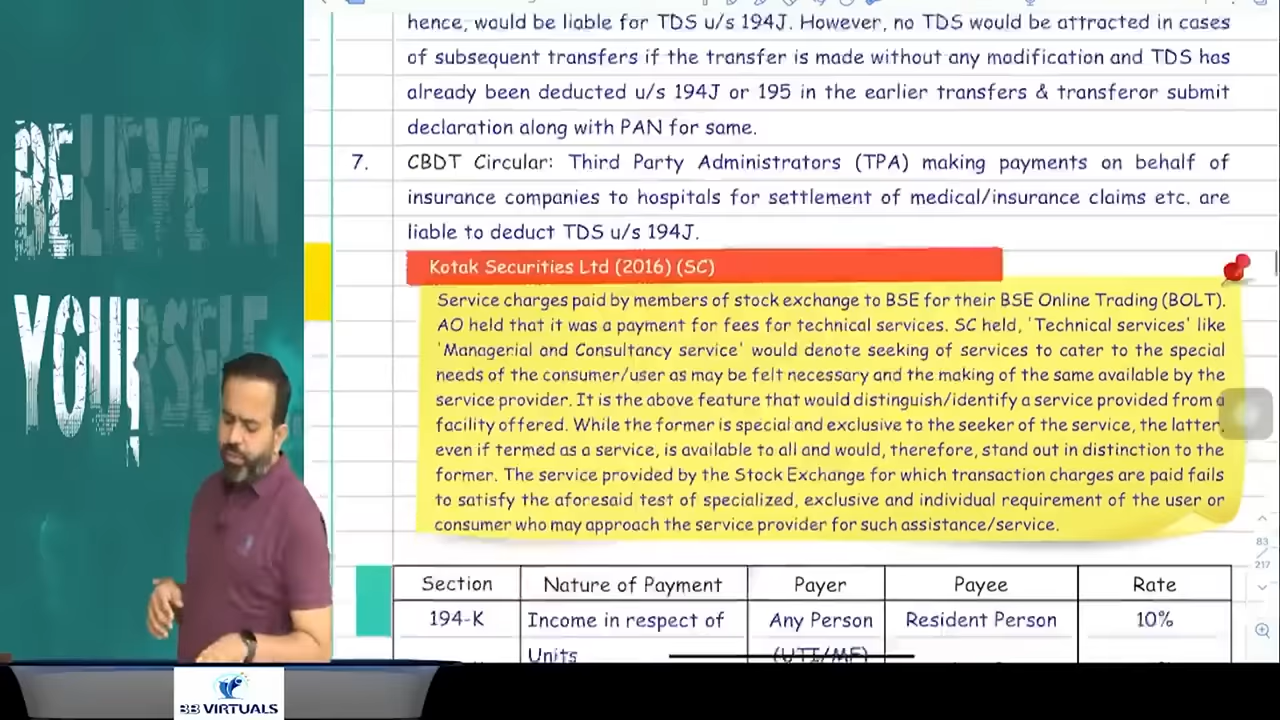 BELIEVE IN
YOURSELF
hence, would be liable for TDS u/s 194J. However, no TDS would be attracted in cases
of subsequent transfers if the transfer is made without any modification and TDS has
already been deducted u/s 194J or 195 in the earlier transfers & transferor submit
declaration along with PAN for same.
7. CBDT Circular: Third Party Administrators (TPA) making payments on behalf of
insurance companies to hospitals for settlement of medical/insurance claims etc. are
liable to deduct TDS u/s 194J.
Kotak Securities Ltd (2016) (SC)
Service charges paid by members of stock exchange to BSE for their BSE Online Trading (BOLT).
AO held that it was a payment for fees for technical services. SC held, 'Technical services' like
'Managerial and Consultancy service' would denote seeking of services to cater to the special
needs of the consumer/user as may be felt necessary and the making of the same available by the
service provider. It is the above feature that would distinguish/identify a service provided from a
facility offered. While the former is special and exclusive to the seeker of the service, the latter,
even if termed as a service, is available to all and would, therefore, stand out in distinction to the
former. The service provided by the Stock Exchange for which transaction charges are paid fails
to satisfy the aforesaid test of specialized, exclusive and individual requirement of the user or
consumer who may approach the service provider for such assistance/service.
83
217
Section Nature of Payment Payer Payee Rate
194-K Income in respect of Any Person Resident Person 10%
Units (UTI/MF)
BB VIRTUALS